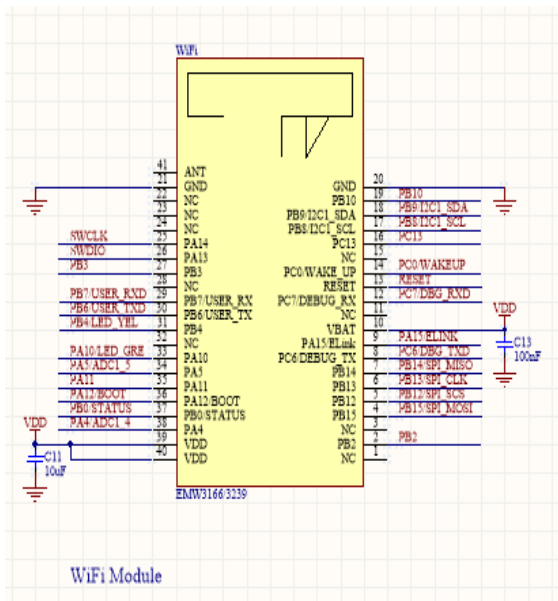 WiFi
41 ANT
21 GND GND 20
22 NC PB10 19 PB10
23 NC PB9/I2C1_SDA 18 PB9/I2C1_SDA
24 NC PB8/I2C1_SCL 17 PB8/I2C1_SCL
SWCLK 25 PA14 PC13 16 PC13
SWDIO 26 PA13 NC 15
PB3 27 PB3 PC0/WAKE_UP 14 PC0/WAKEUP
28 NC RESET 13 RESET
PB7/USER_RXD 29 PB7/USER_RX PC7/DEBUG_RX 12 PC7/DBG_RXD
PB6/USER_TXD 30 PB6/USER_TX NC 11
PB4/LED_YEL 31 PB4 VBAT 10 VDD
32 NC PA15/ELink 9 PA15/ELINK C13
PA10/LED_GRE 33 PA10 PC6/DEBUG_TX 8 PC6/DBG_TXD 100nF
PA5/ADC1_5 34 PA5 PB14 7 PB14/SPI_MISO
PA11 35 PA11 PB13 6 PB13/SPI_CLK
PA12/BOOT 36 PA12/BOOT PB12 5 PB12/SPI_SCS
PB0/STATUS 37 PB0/STATUS PB15 4 PB15/SPI_MOSI
VDD PA4/ADC1_4 38 PA4 NC 3
39 VDD PB2 2 PB2
C11 40 VDD NC 1
10uF
EMW3166/3239
WiFi Module